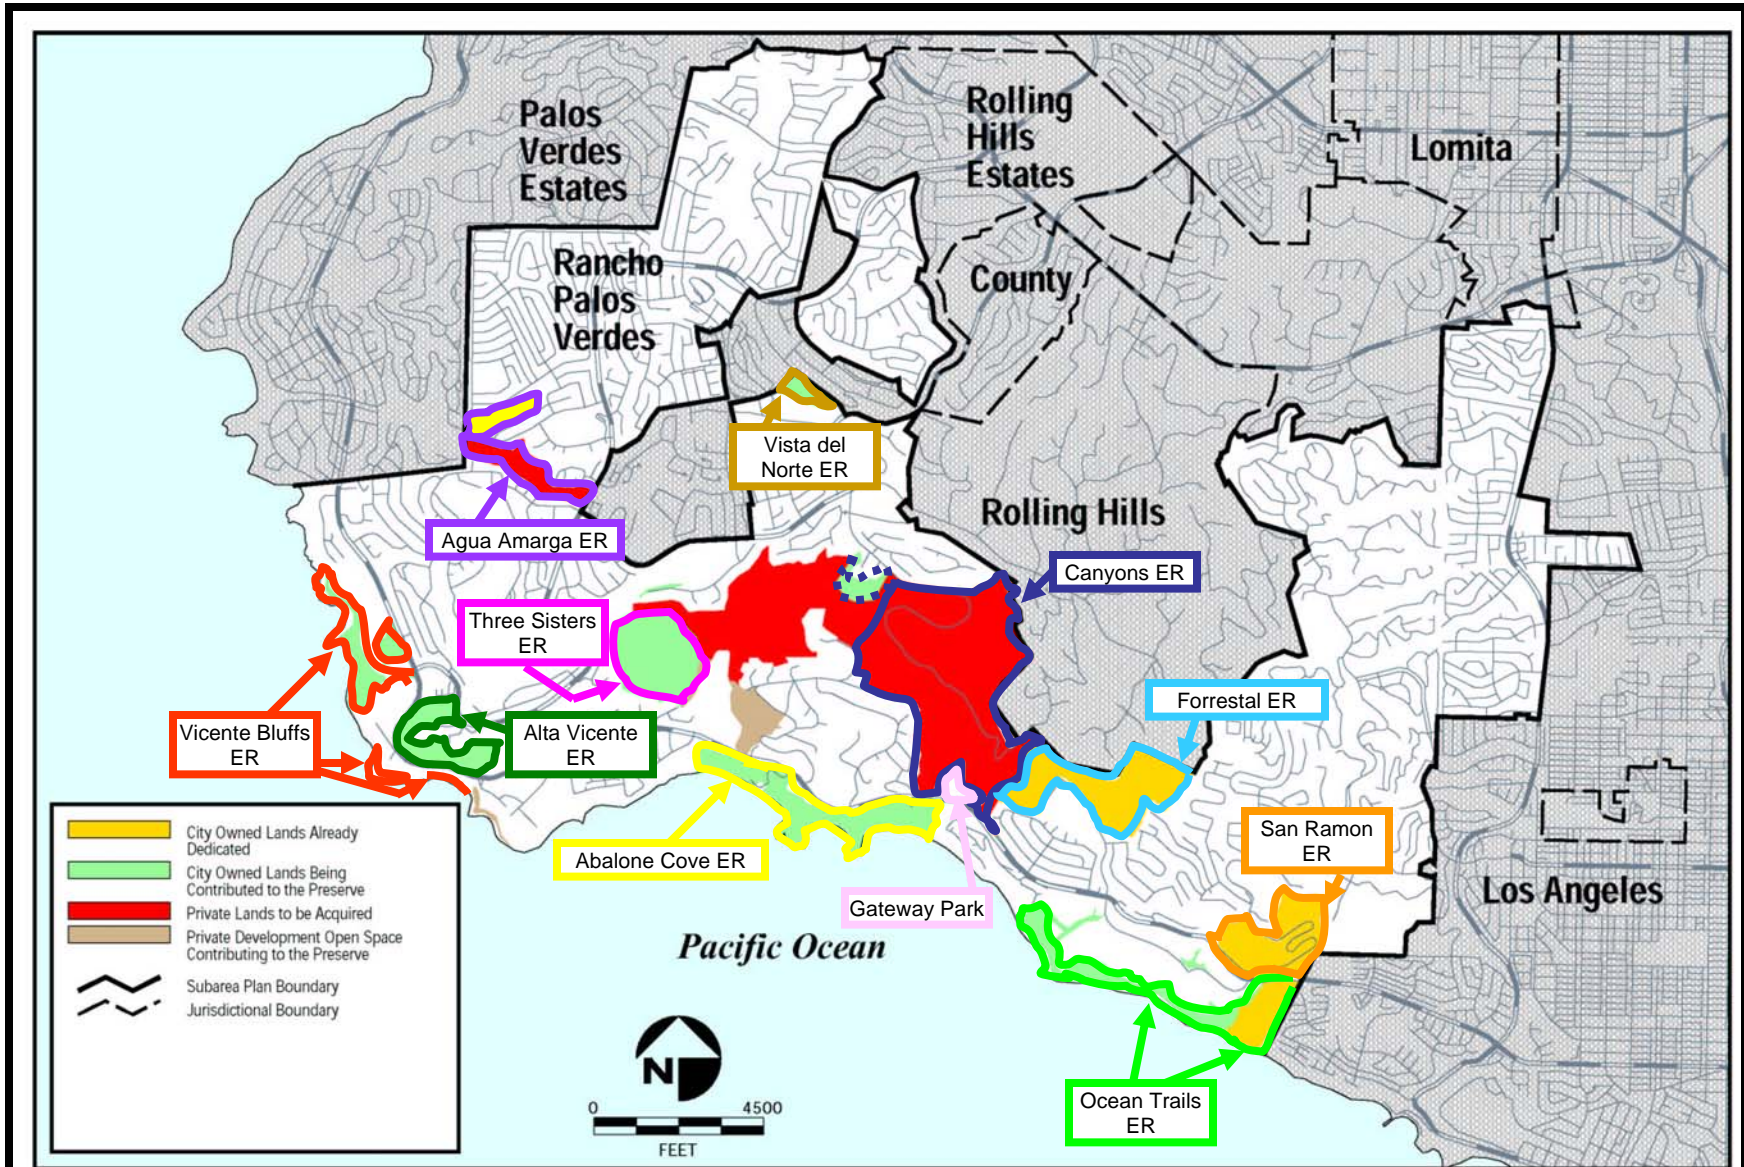 Palos
Verdes
Estates
Rolling
Hills
Estates
Lomita
Rancho
Palos
Verdes
County
Vista del
Norte ER
Rolling Hills
Agua Amarga ER
Canyons ER
Three Sisters
ER
Forrestal ER
Vicente Bluffs
ER
Alta Vicente
ER
San Ramon
ER
Abalone Cove ER
Los Angeles
Gateway Park
Pacific Ocean
City Owned Lands Already
Dedicated
City Owned Lands Being
Contributed to the Preserve
Private Lands to be Acquired
Private Development Open Space
Contributing to the Preserve
Subarea Plan Boundary
Jurisdictional Boundary
N
0 4500
FEET
Ocean Trails
ER